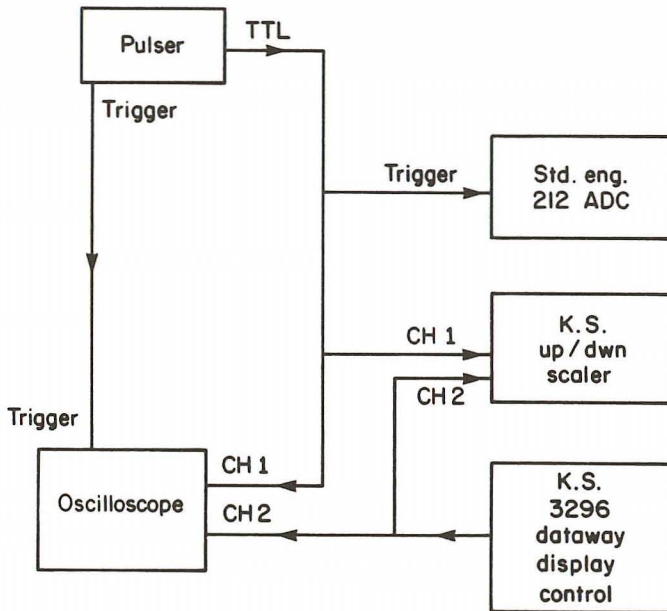 Pulser
TTL
Trigger
Trigger
Std. eng.
212 ADC
CH 1
K.S.
up/dwn
scaler
CH 2
Trigger
Oscilloscope
CH 1
CH 2
K.S.
3296
dataway
display
control